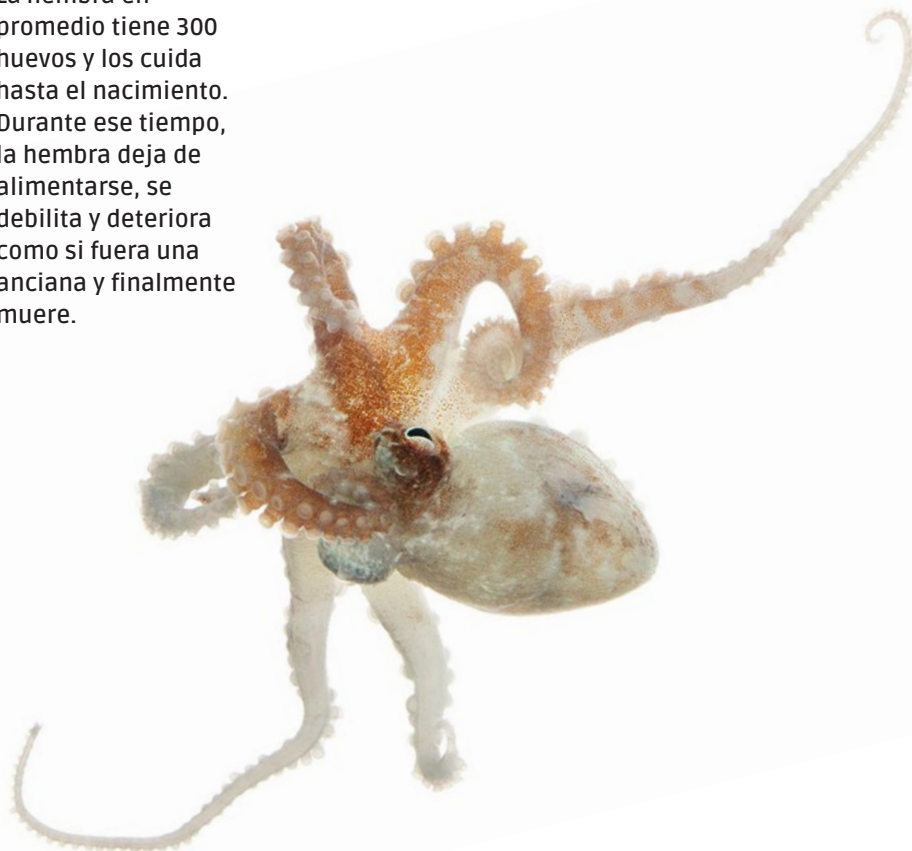 La hembra en
promedio tiene 300
huevos y los cuida
hasta el nacimiento.
Durante ese tiempo,
la hembra deja de
alimentarse, se
debilita y deteriora
como si fuera una
anciana y finalmente
muere.